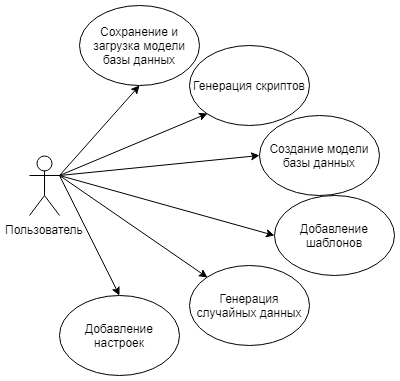 Сохранение и
загрузка модели
базы данных
Генерация скриптов
Создание модели
базы данных
Пользователь
Добавление
шаблонов
Генерация
случайных данных
Добавление
настроек